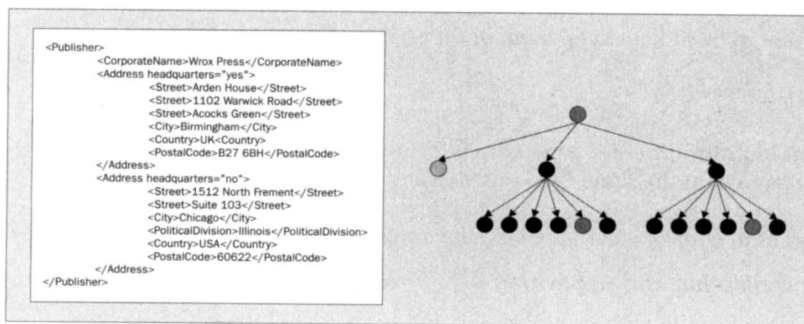 <Publisher>
<CorporateName>Wrox Press</CorporateName>
<Address headquarters="yes">
<Street>Arden House</Street>
<Street>1102 Warwick Road</Street>
<Street>Acocks Green</Street>
<City>Birmingham</City>
<Country>UK<Country>
<PostalCode>B27 6BH</PostalCode>
</Address>
<Address headquarters="no">
<Street>1512 North Frement</Street>
<Street>Suite 103</Street>
<City>Chicago</City>
<PoliticalDivision>Illinois</PoliticalDivision>
<Country>USA</Country>
<PostalCode>60622</PostalCode>
</Address>
</Publisher>